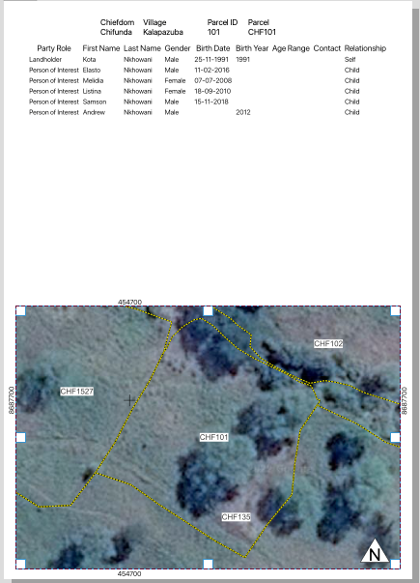 Chiefdom Village Parcel ID Parcel
Chifunda Kalapazuba 101 CHF101
Party Role First Name Last Name Gender Birth Date Birth Year Age Range Contact Relationship
Landholder Kota Nkhowani Male 25-11-1991 1991 Self
Person of Interest Elasto Nkhowani Male 11-02-2016 Child
Person of Interest Melidia Nkhowani Female 07-07-2008 Child
Person of Interest Listina Nkhowani Female 18-09-2010 Child
Person of Interest Samson Nkhowani Male 15-11-2018 Child
Person of Interest Andrew Nkhowani Male 2012 Child
454700
CHF102
8687700
CHF1527
8687700
CHF101
CHF135
N
454700